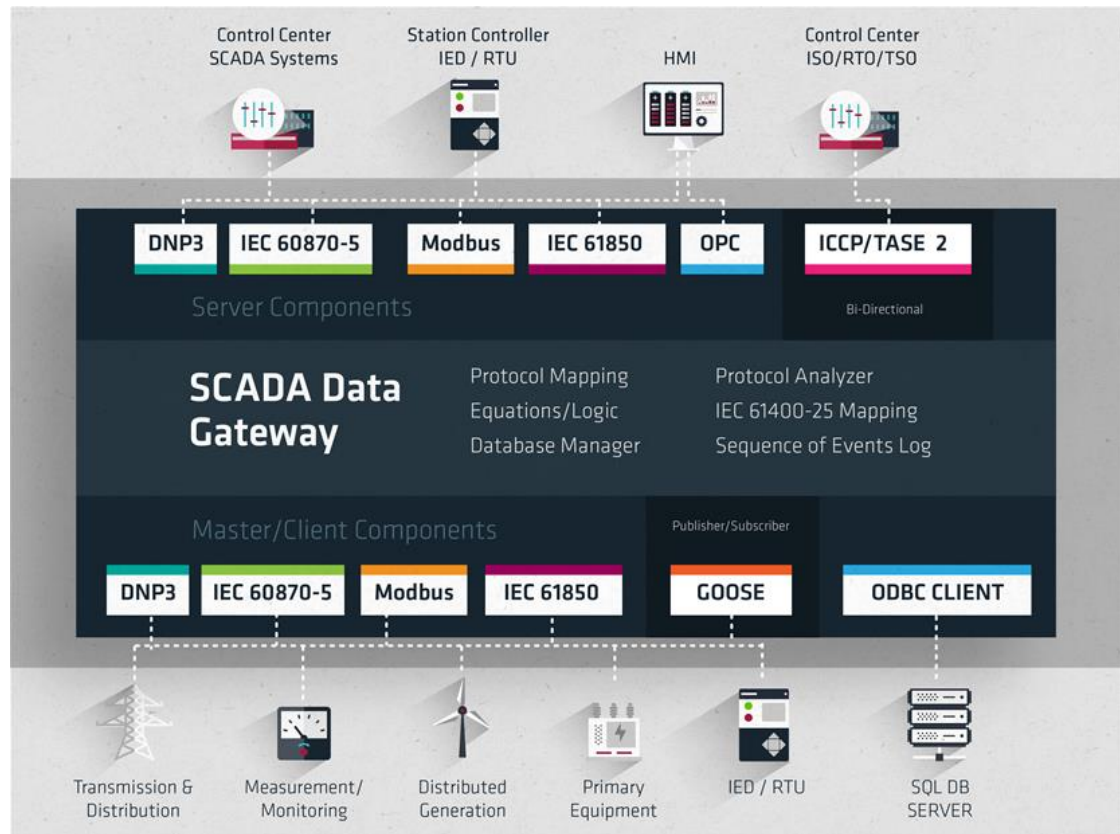 Control Center
SCADA Systems
Station Controller
IED / RTU
HMI
Control Center
ISO/RTO/TSO
DNP3
IEC 60870-5
Modbus
IEC 61850
OPC
ICCP/TASE 2
Server Components
Bi-Directional
SCADA Data
Gateway
Protocol Mapping
Equations/Logic
Database Manager
Protocol Analyzer
IEC 61400-25 Mapping
Sequence of Events Log
Master/Client Components
Publisher/Subscriber
DNP3
IEC 60870-5
Modbus
IEC 61850
GOOSE
ODBC CLIENT
Transmission &
Distribution
Measurement/
Monitoring
Distributed
Generation
Primary
Equipment
IED / RTU
SQL DB
SERVER